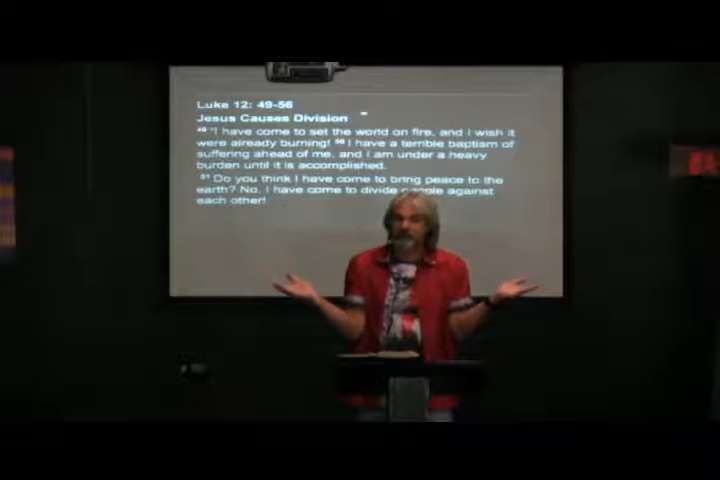 Luke 12: 49-56
Jesus Causes Division
49 "I have come to set the world on fire, and I wish it
were already burning! 50 I have a terrible baptism of
suffering ahead of me, and I am under a heavy
burden until it is accomplished.
51 Do you think I have come to bring peace to the
earth? No, I have come to divide people against
each other!